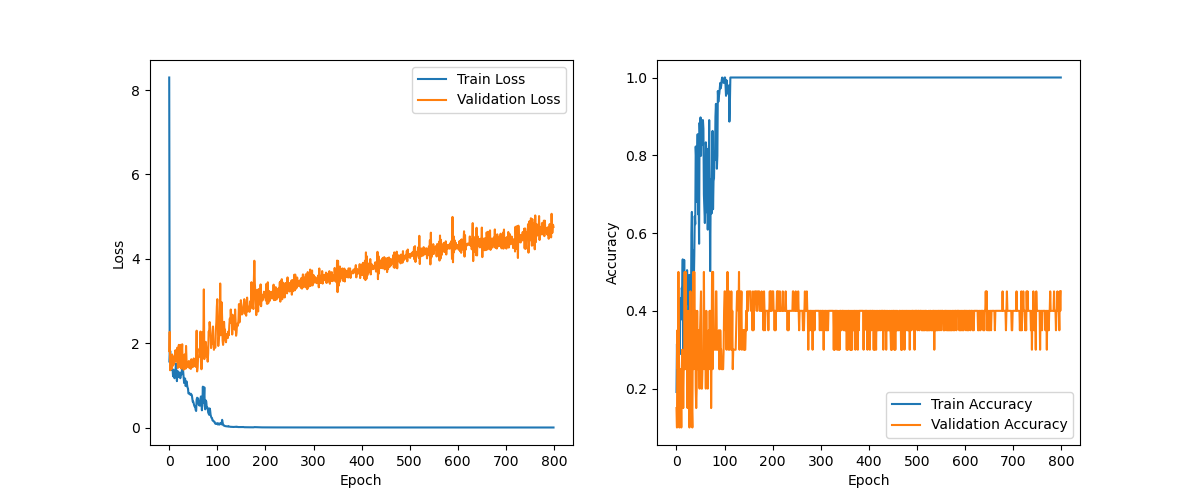 Train Loss
Validation Loss
8
6
4
2
0
Loss
0 100 200 300 400 500 600 700 800
Epoch
1.0
0.8
0.6
0.4
0.2
Accuracy
Train Accuracy
Validation Accuracy
0 100 200 300 400 500 600 700 800
Epoch